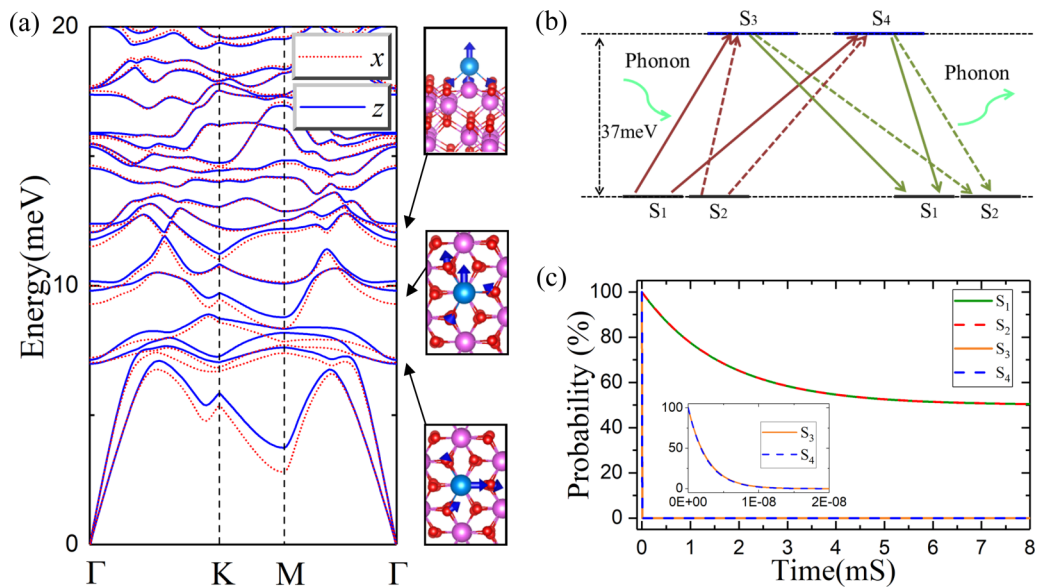 (a)
20
x
z
10
0
Energy(meV)
Γ
K
M
Γ
(b)
S3
S4
Phonon
Phonon
37meV
S1
S2
S1
S2
(c)
100
80
60
40
20
0
Probability (%)
S1
S2
S3
S4
100
50
0
S3
S4
0E+00
1E-08
2E-08
0
1
2
3
4
5
6
7
8
Time(mS)